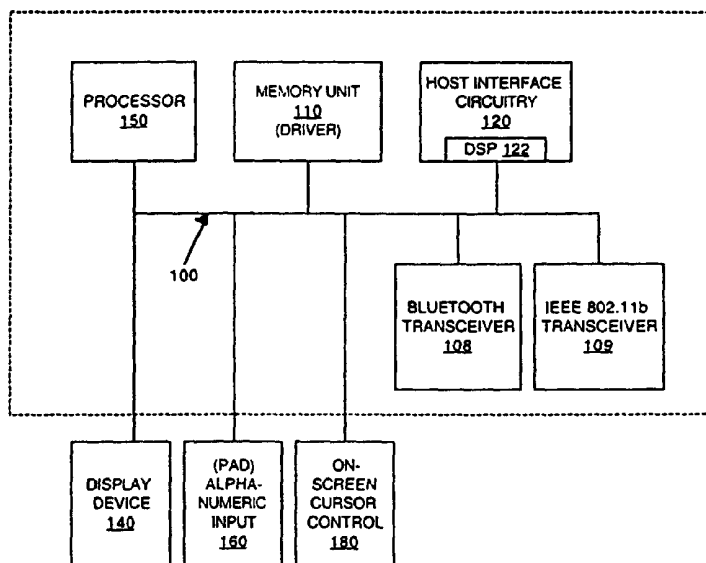 PROCESSOR
150
MEMORY UNIT
110
(DRIVER)
HOST INTERFACE
CIRCUITRY
120
DSP 122
100
BLUETOOTH
TRANSCEIVER
108
IEEE 802.11b
TRANSCEIVER
109
DISPLAY
DEVICE
140
(PAD)
ALPHA-
NUMERIC
INPUT
160
ON-
SCREEN
CURSOR
CONTROL
180